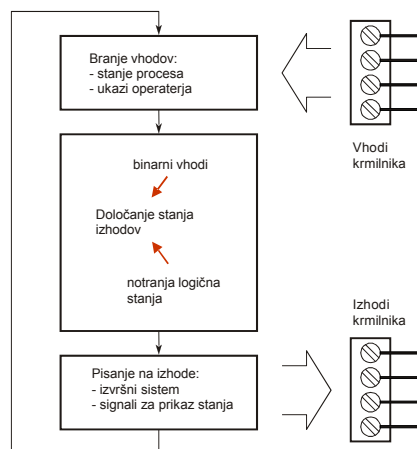 Branje vhodov:
- stanje procesa
- ukazi operaterja
Vhodi
krmilnika
binarni vhodi
Določanje stanja
izhodov
notranja logična
stanja
Izhodi
krmilnika
Pisanje na izhode:
- izvršni sistem
- signali za prikaz stanja